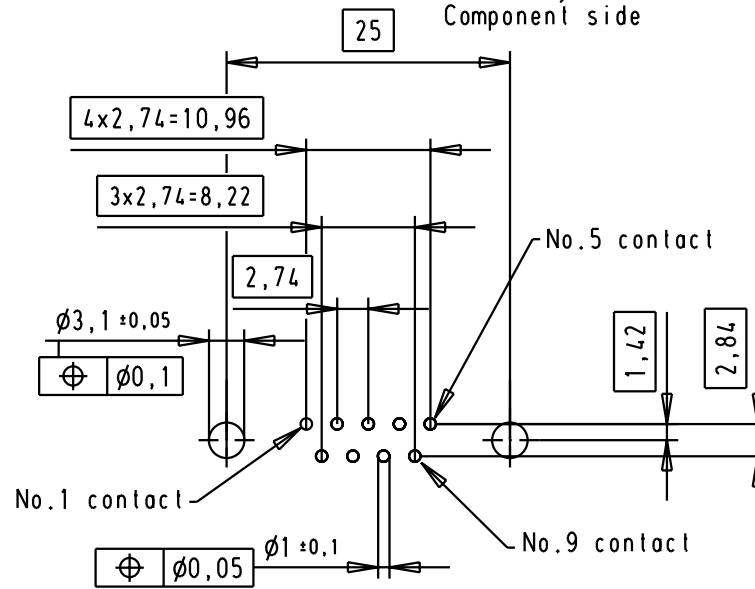 Component side
25
4x2,74=10,96
3x2,74=8,22
No.5 contact
2,74
Ø3,1 ±0,05
⌖ Ø0,1
1,42
2,84
No.1 contact
No.9 contact
Ø1 ±0,1
⌖ Ø0,05